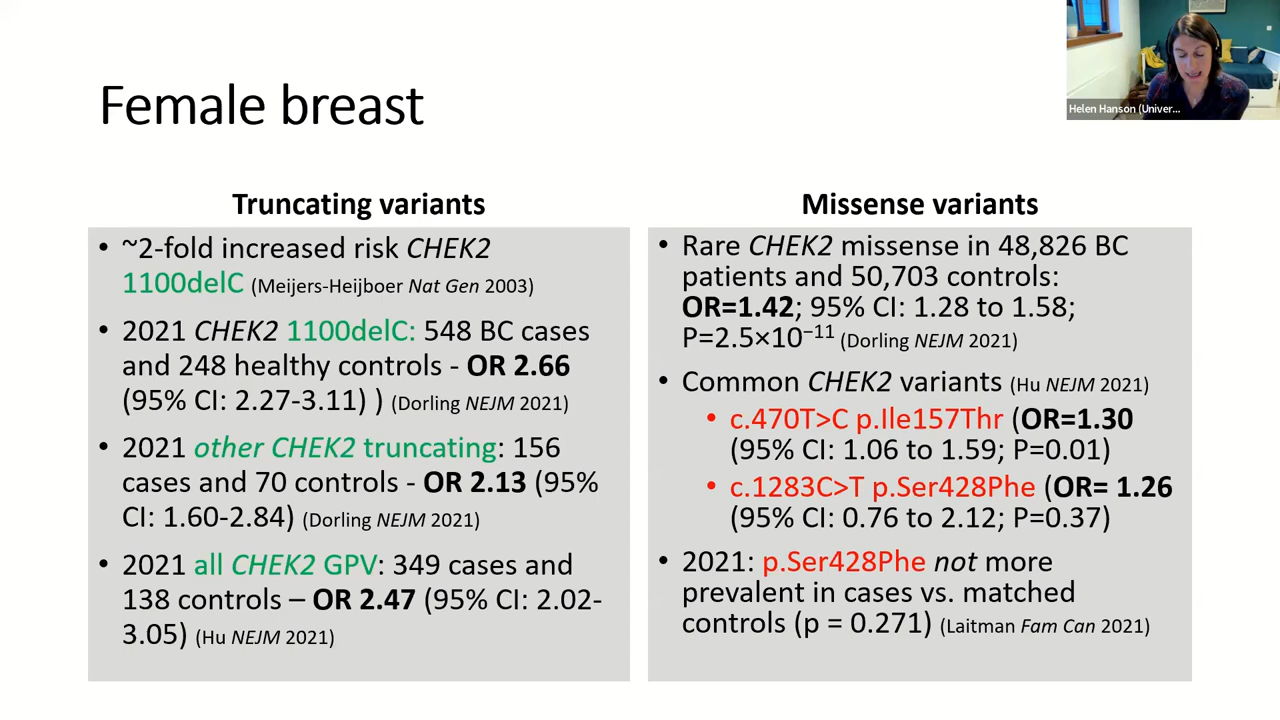 Helen Hanson (Univer...
Female breast
Truncating variants
• ~2-fold increased risk CHEK2
1100delC (Meijers-Heijboer Nat Gen 2003)
• 2021 CHEK2 1100delC: 548 BC cases
and 248 healthy controls - OR 2.66
(95% CI: 2.27-3.11) ) (Dorling NEJM 2021)
• 2021 other CHEK2 truncating: 156
cases and 70 controls - OR 2.13 (95%
CI: 1.60-2.84) (Dorling NEJM 2021)
• 2021 all CHEK2 GPV: 349 cases and
138 controls – OR 2.47 (95% CI: 2.02-
3.05) (Hu NEJM 2021)
Missense variants
• Rare CHEK2 missense in 48,826 BC
patients and 50,703 controls:
OR=1.42; 95% CI: 1.28 to 1.58;
P=2.5×10⁻¹¹ (Dorling NEJM 2021)
• Common CHEK2 variants (Hu NEJM 2021)
• c.470T>C p.Ile157Thr (OR=1.30
(95% CI: 1.06 to 1.59; P=0.01)
• c.1283C>T p.Ser428Phe (OR= 1.26
(95% CI: 0.76 to 2.12; P=0.37)
• 2021: p.Ser428Phe not more
prevalent in cases vs. matched
controls (p = 0.271) (Laitman Fam Can 2021)